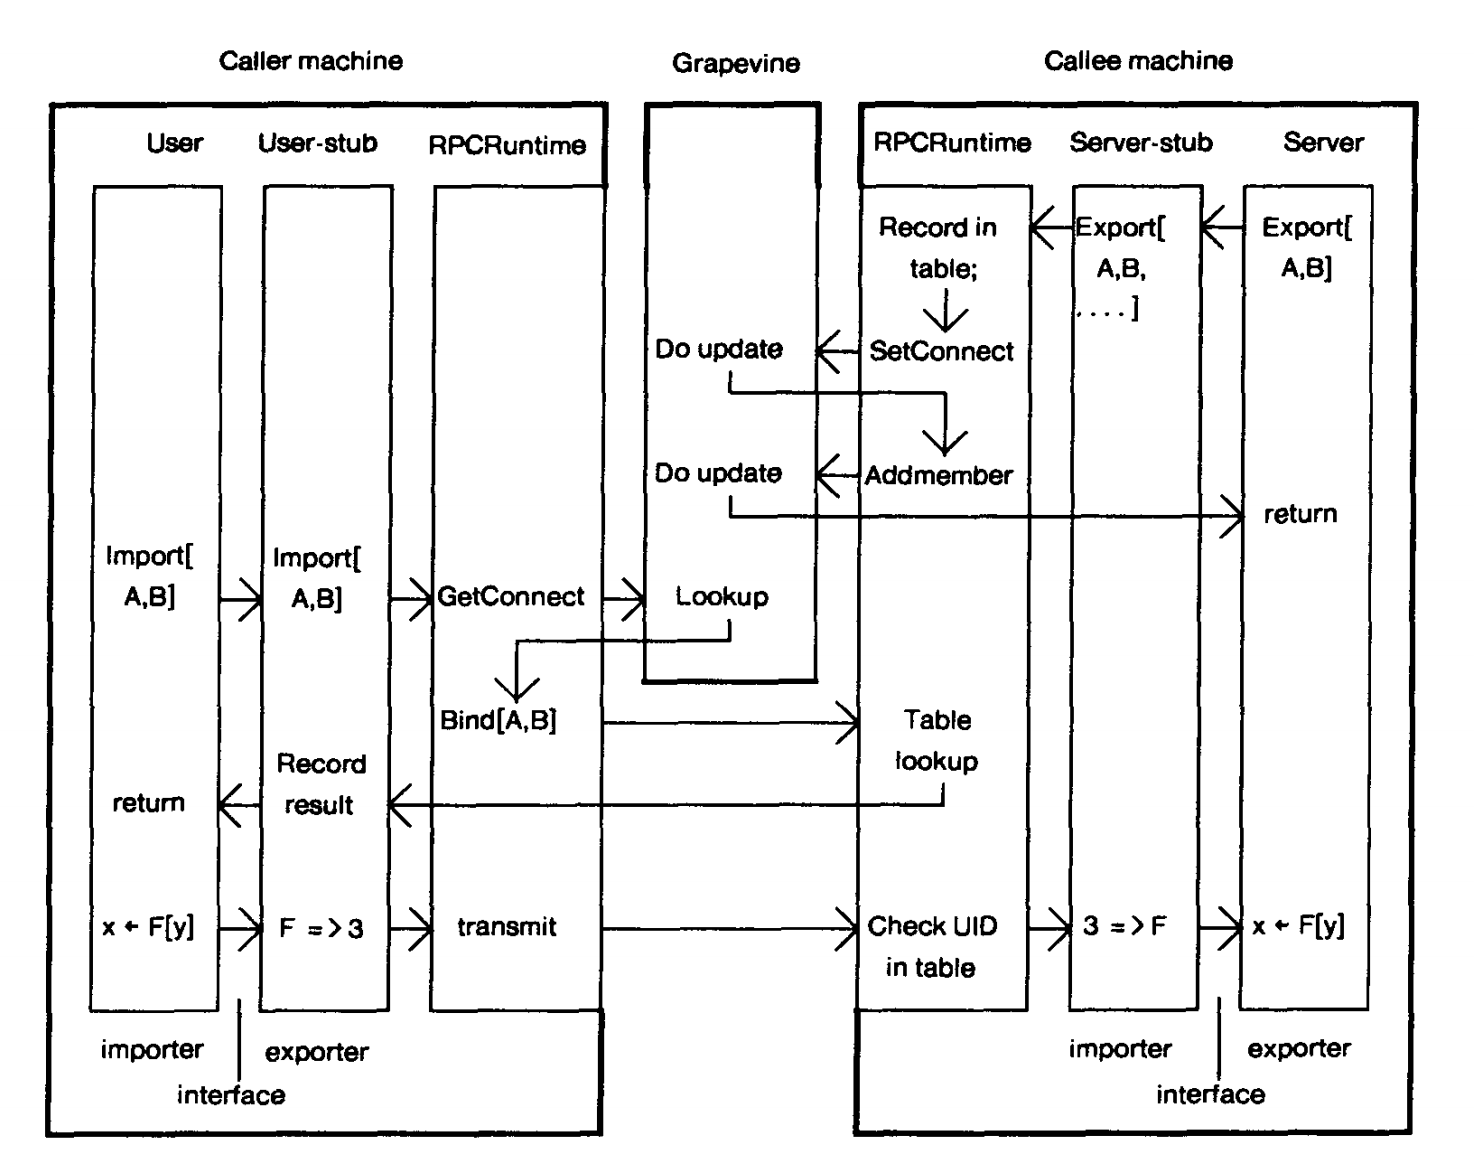 Caller machine
Grapevine
Callee machine
User
User-stub
RPCRuntime
RPCRuntime
Server-stub
Server
Record in
table;
Export[
A,B,
. . . . ]
Export[
A,B]
Do update
SetConnect
Do update
Addmember
return
Import[
A,B]
Import[
A,B]
GetConnect
Lookup
Bind[A,B]
Table
lookup
return
Record
result
x ← F[y]
F => 3
transmit
Check UID
in table
3 => F
x ← F[y]
importer
exporter
interface
importer
exporter
interface